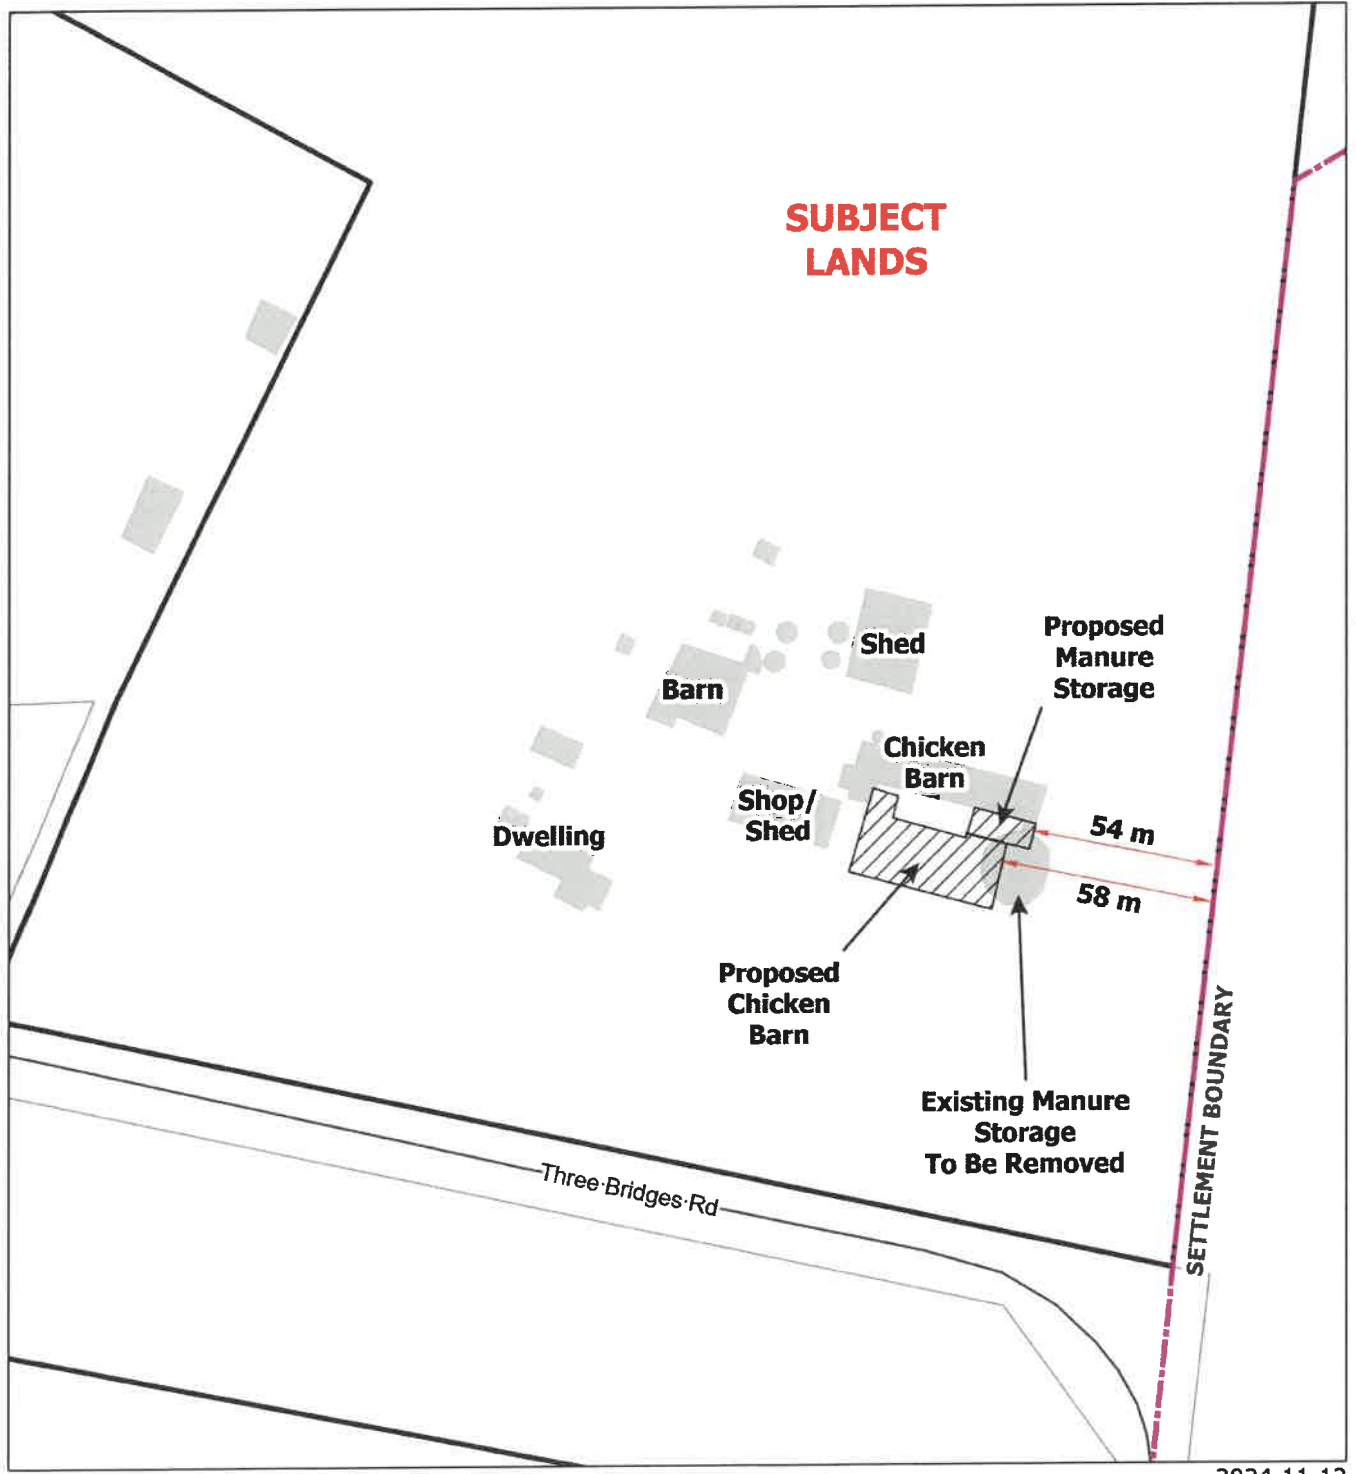 SUBJECT
LANDS
Proposed
Manure
Storage
Shed
Barn
Chicken
Barn
Shop/
Shed
Dwelling
54 m
58 m
Proposed
Chicken
Barn
Existing Manure
Storage
To Be Removed
SETTLEMENT BOUNDARY
Three Bridges Rd